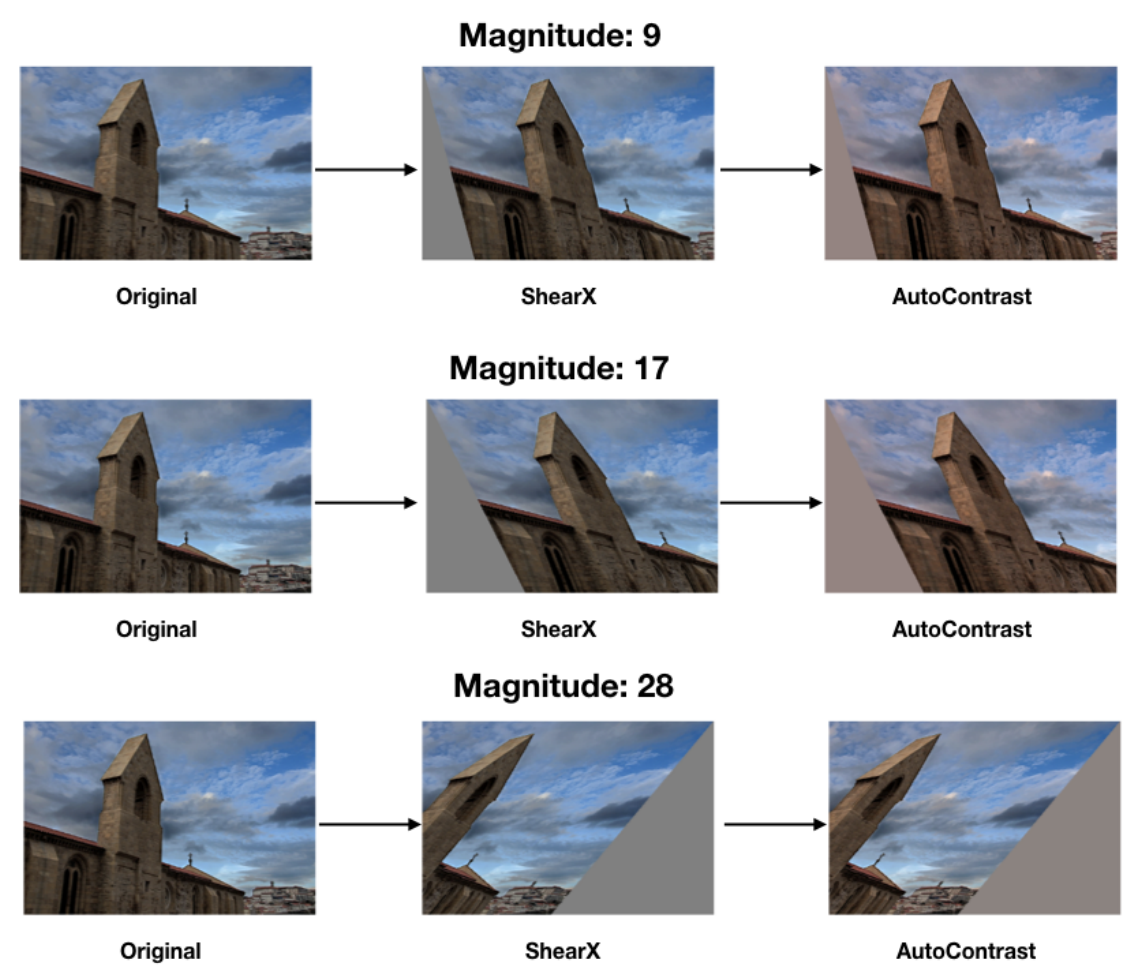 Magnitude: 9
Original
ShearX
AutoContrast
Magnitude: 17
Original
ShearX
AutoContrast
Magnitude: 28
Original
ShearX
AutoContrast